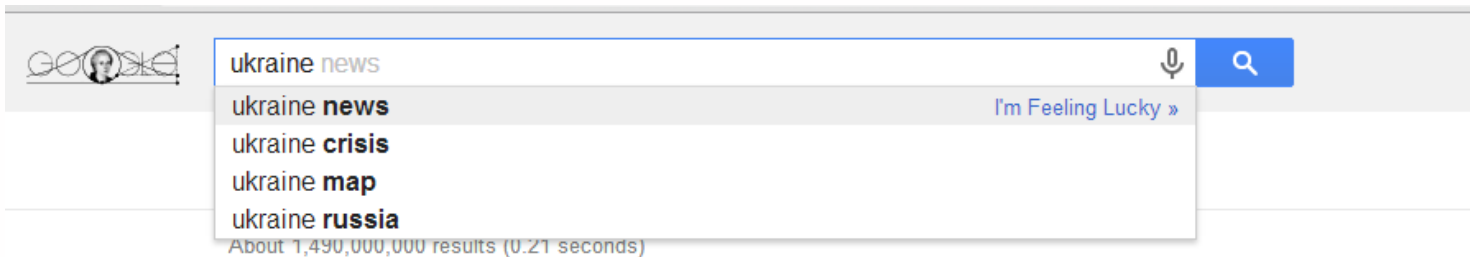 GOOGLE
ukraine news
ukraine news I'm Feeling Lucky »
ukraine crisis
ukraine map
ukraine russia
About 1,490,000,000 results (0.21 seconds)